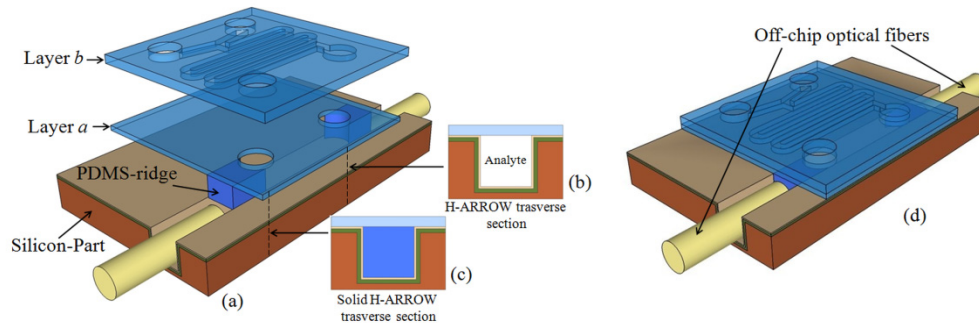 Layer b
Layer a
PDMS-ridge
Silicon-Part
(a)
Analyte
(b)
H-ARROW trasverse
section
(c)
Solid H-ARROW
trasverse section
Off-chip optical fibers
(d)